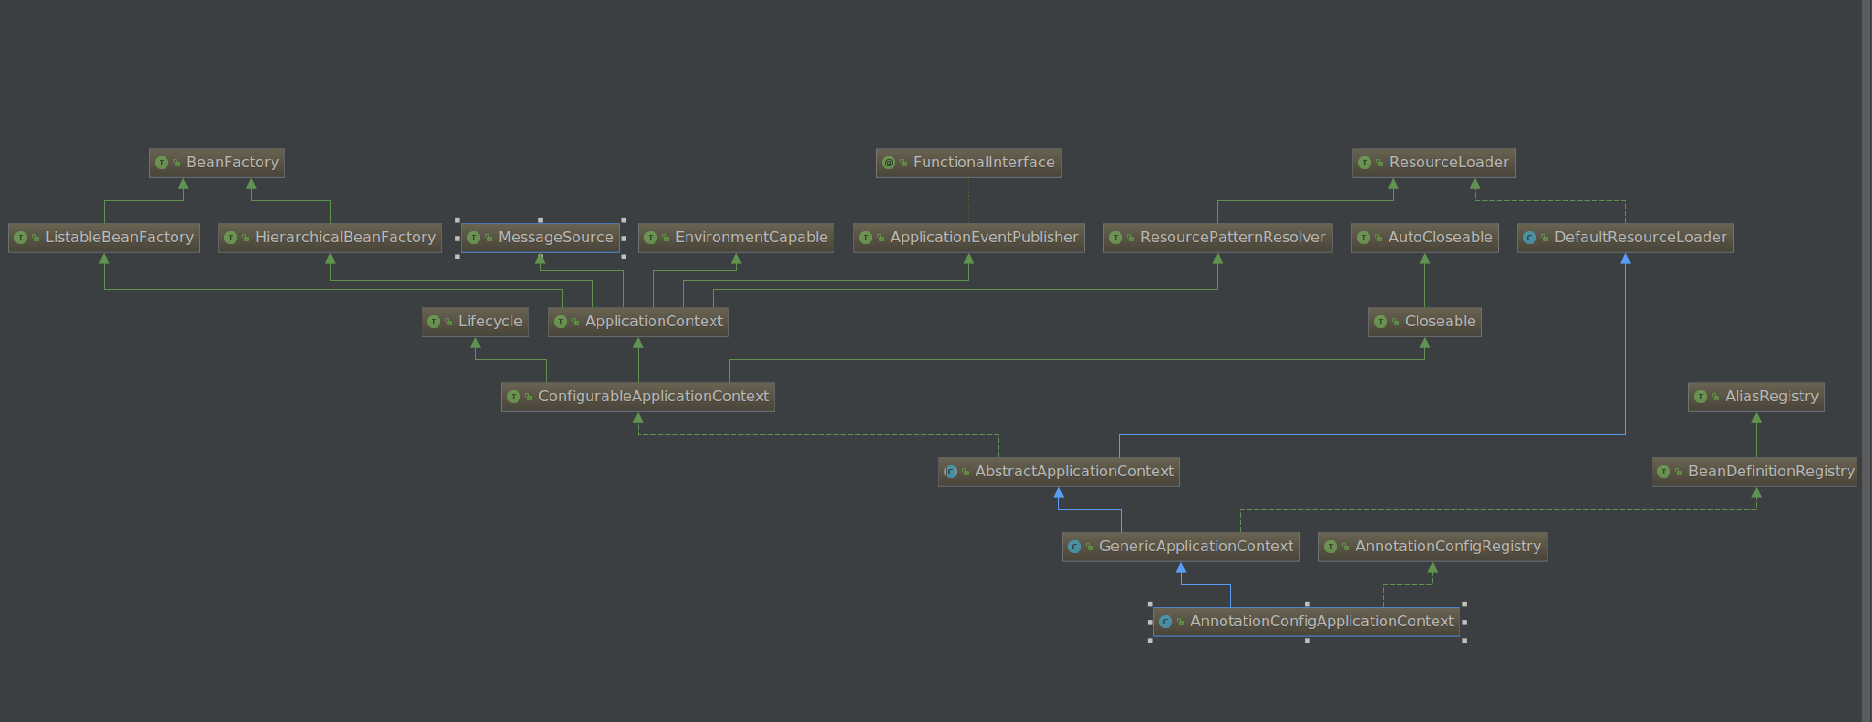 BeanFactory
FunctionalInterface
ResourceLoader
ListableBeanFactory
HierarchicalBeanFactory
MessageSource
EnvironmentCapable
ApplicationEventPublisher
ResourcePatternResolver
AutoCloseable
DefaultResourceLoader
Lifecycle
ApplicationContext
Closeable
ConfigurableApplicationContext
AliasRegistry
AbstractApplicationContext
BeanDefinitionRegistry
GenericApplicationContext
AnnotationConfigRegistry
AnnotationConfigApplicationContext